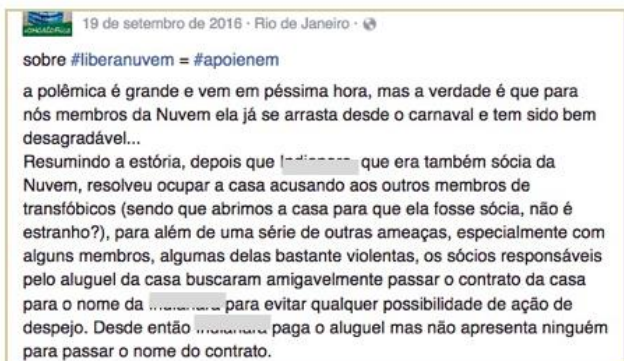 19 de setembro de 2016 · Rio de Janeiro ·
sobre #liberanuvem = #apoienem
a polêmica é grande e vem em péssima hora, mas a verdade é que para
nós membros da Nuvem ela já se arrasta desde o carnaval e tem sido bem
desagradável...
Resumindo a estória, depois que que era também sócia da
Nuvem, resolveu ocupar a casa acusando aos outros membros de
transfóbicos (sendo que abrimos a casa para que ela fosse sócia, não é
estranho?), para além de uma série de outras ameaças, especialmente com
alguns membros, algumas delas bastante violentas, os sócios responsáveis
pelo aluguel da casa buscaram amigavelmente passar o contrato da casa
para o nome da para evitar qualquer possibilidade de ação de
despejo. Desde então paga o aluguel mas não apresenta ninguém
para passar o nome do contrato.